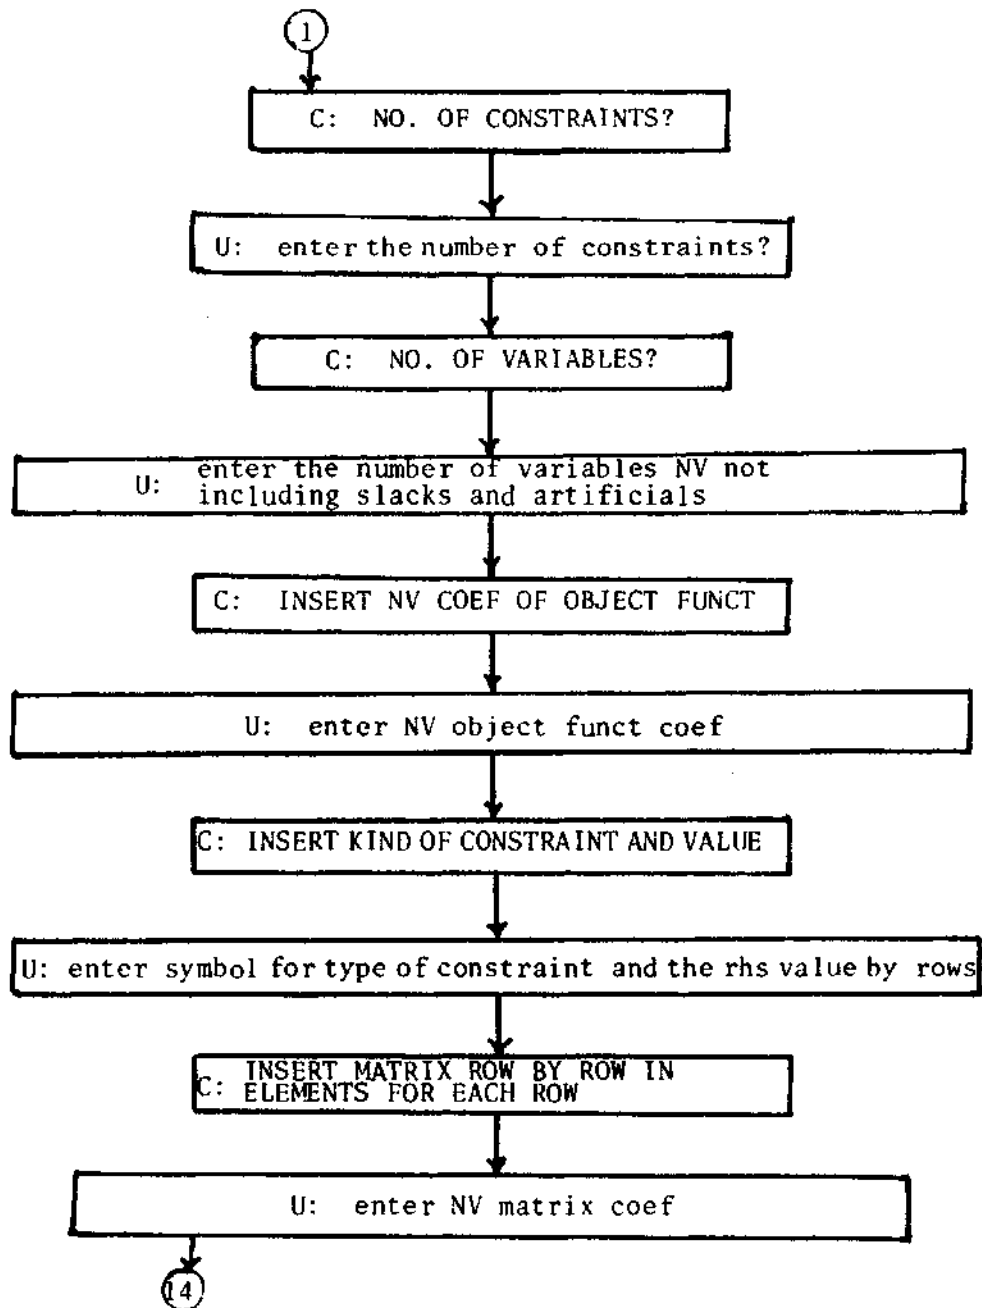 1
C: NO. OF CONSTRAINTS?
U: enter the number of constraints?
C: NO. OF VARIABLES?
U: enter the number of variables NV not
including slacks and artificials
C: INSERT NV COEF OF OBJECT FUNCT
U: enter NV object funct coef
C: INSERT KIND OF CONSTRAINT AND VALUE
U: enter symbol for type of constraint and the rhs value by rows
C: INSERT MATRIX ROW BY ROW IN
ELEMENTS FOR EACH ROW
U: enter NV matrix coef
14